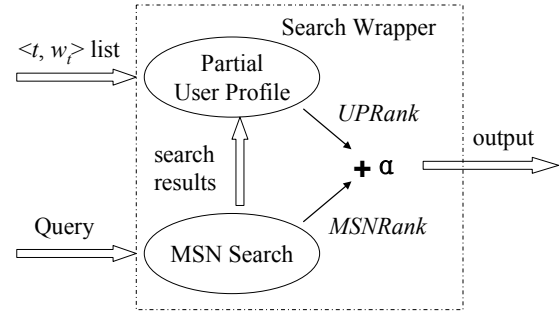 Search Wrapper
<t, wt> list
Partial
User Profile
UPRank
search
results
+ α
output
Query
MSN Search
MSNRank